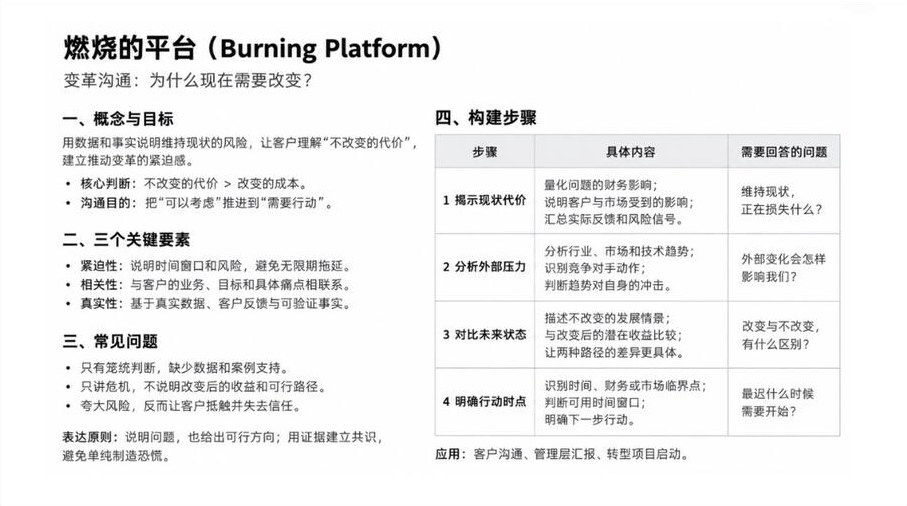 燃烧的平台（Burning Platform）
变革沟通：为什么现在需要改变？
一、概念与目标
用数据和事实说明维持现状的风险，让客户理解“不改变的代价”，
建立推动变革的紧迫感。
• 核心判断：不改变的代价 > 改变的成本。
• 沟通目的：把“可以考虑”推进到“需要行动”。
二、三个关键要素
• 紧迫性：说明时间窗口和风险，避免无限期拖延。
• 相关性：与客户的业务、目标和具体痛点相联系。
• 真实性：基于真实数据、客户反馈与可验证事实。
三、常见问题
• 只有笼统判断，缺少数据和案例支持。
• 只讲危机，不说明改变后的收益和可行路径。
• 夸大风险，反而让客户抵触并失去信任。
表达原则：说明问题，也给出可行方向；用证据建立共识，
避免单纯制造恐慌。
四、构建步骤
步骤 具体内容 需要回答的问题
1 揭示现状代价
量化问题的财务影响；
说明客户与市场受到的影响；
汇总实际反馈和风险信号。
维持现状，
正在损失什么？
2 分析外部压力
分析行业、市场和技术趋势；
识别竞争对手动作；
判断趋势对自身的冲击。
外部变化会怎样
影响我们？
3 对比未来状态
描述不改变的发展情景；
与改变后的潜在收益比较；
让两种路径的差异更具体。
改变与不改变，
有什么区别？
4 明确行动时点
识别时间、财务或市场临界点；
判断可用时间窗口；
明确下一步行动。
最迟什么时候
需要开始？
应用：客户沟通、管理层汇报、转型项目启动。